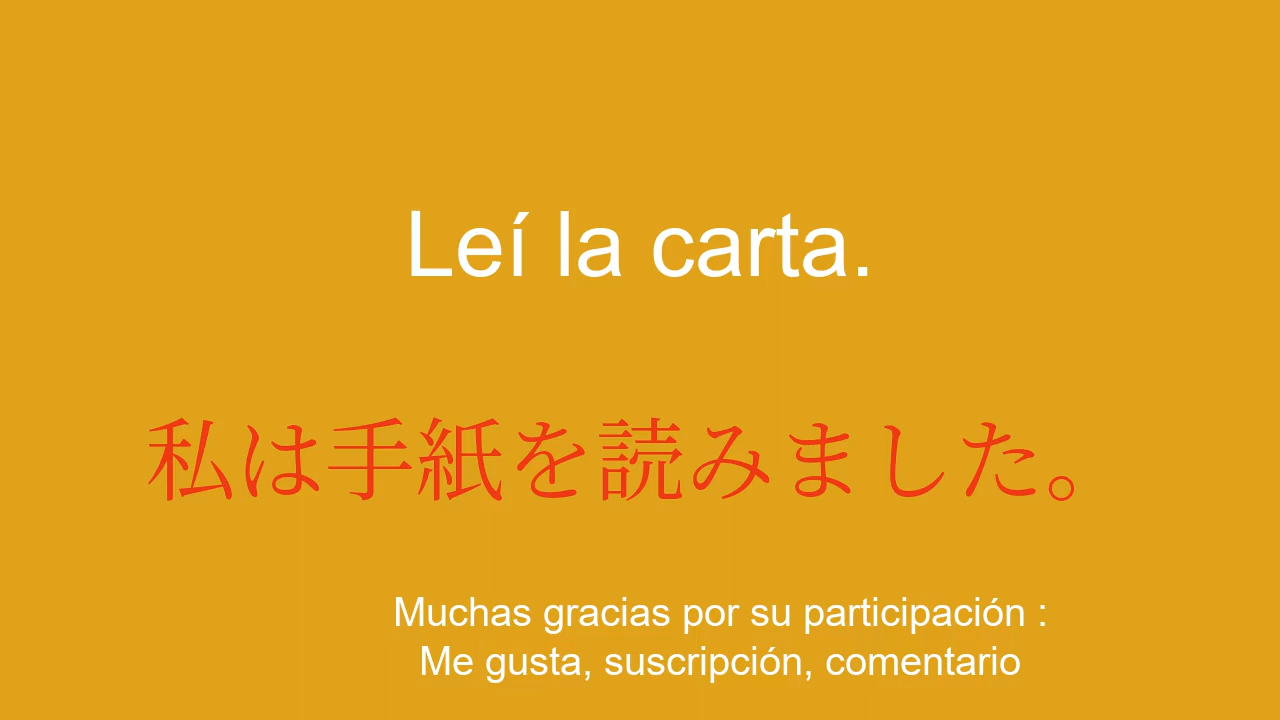 Leí la carta.
私は手紙を読みました。
Muchas gracias por su participación :
Me gusta, suscripción, comentario